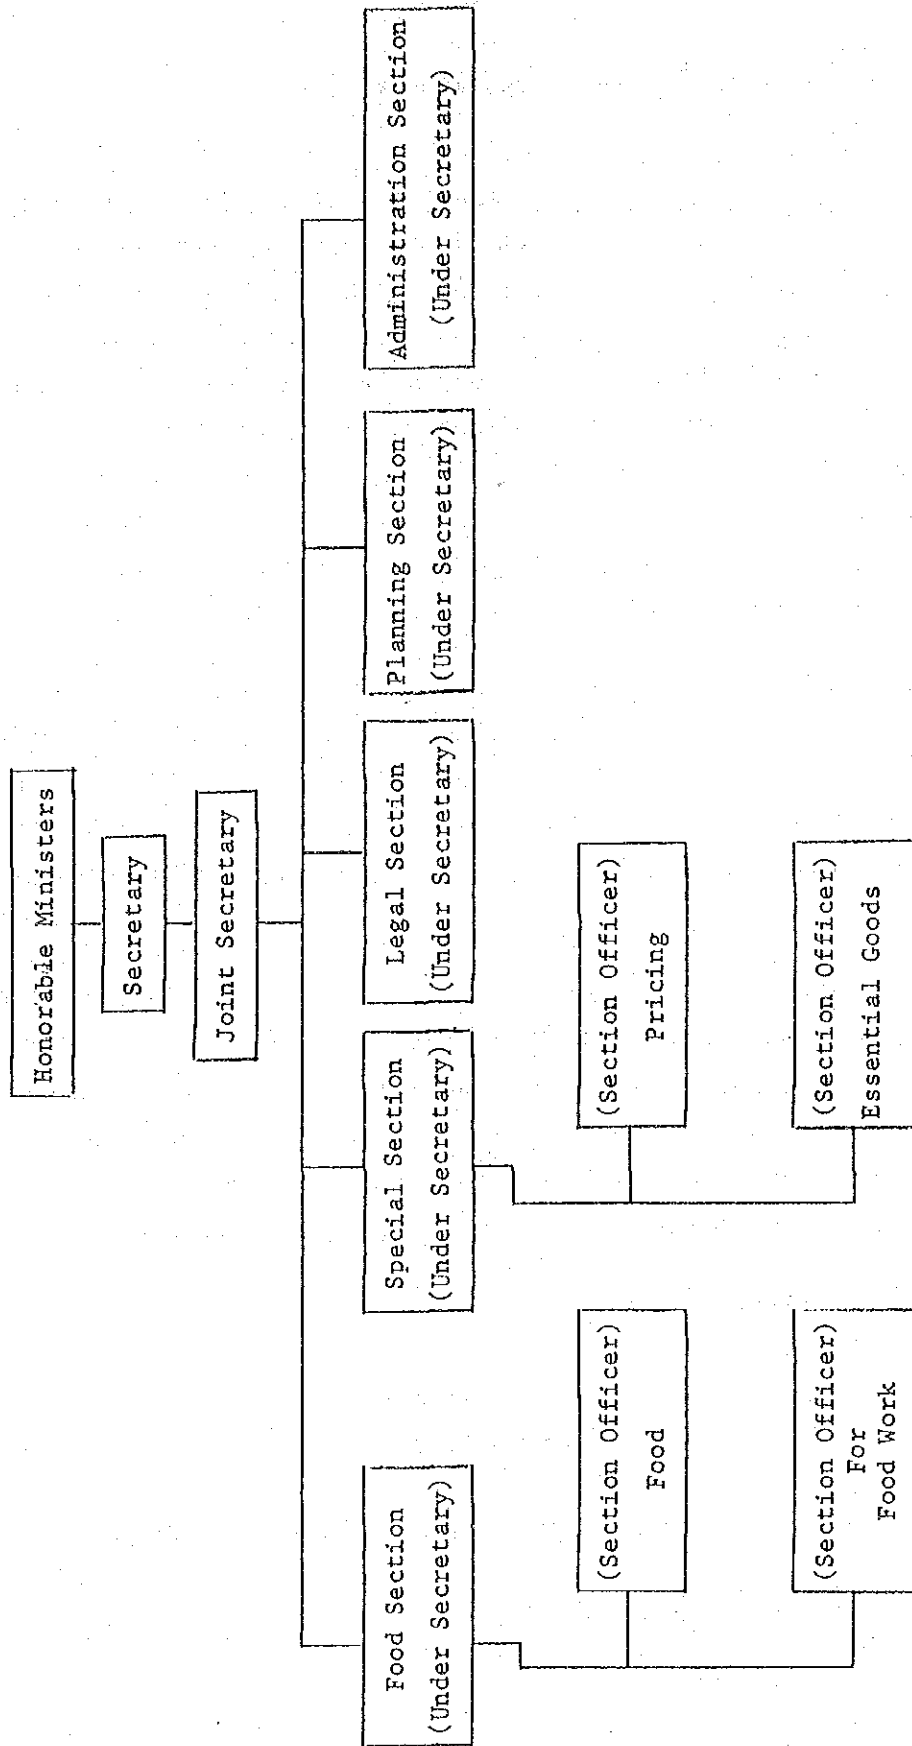 Honorable Ministers
Secretary
Joint Secretary
Food Section
(Under Secretary)
Special Section
(Under Secretary)
Legal Section
(Under Secretary)
Planning Section
(Under Secretary)
Administration Section
(Under Secretary)
(Section Officer)
Food
(Section Officer)
Pricing
(Section Officer)
For
Food Work
(Section Officer)
Essential Goods